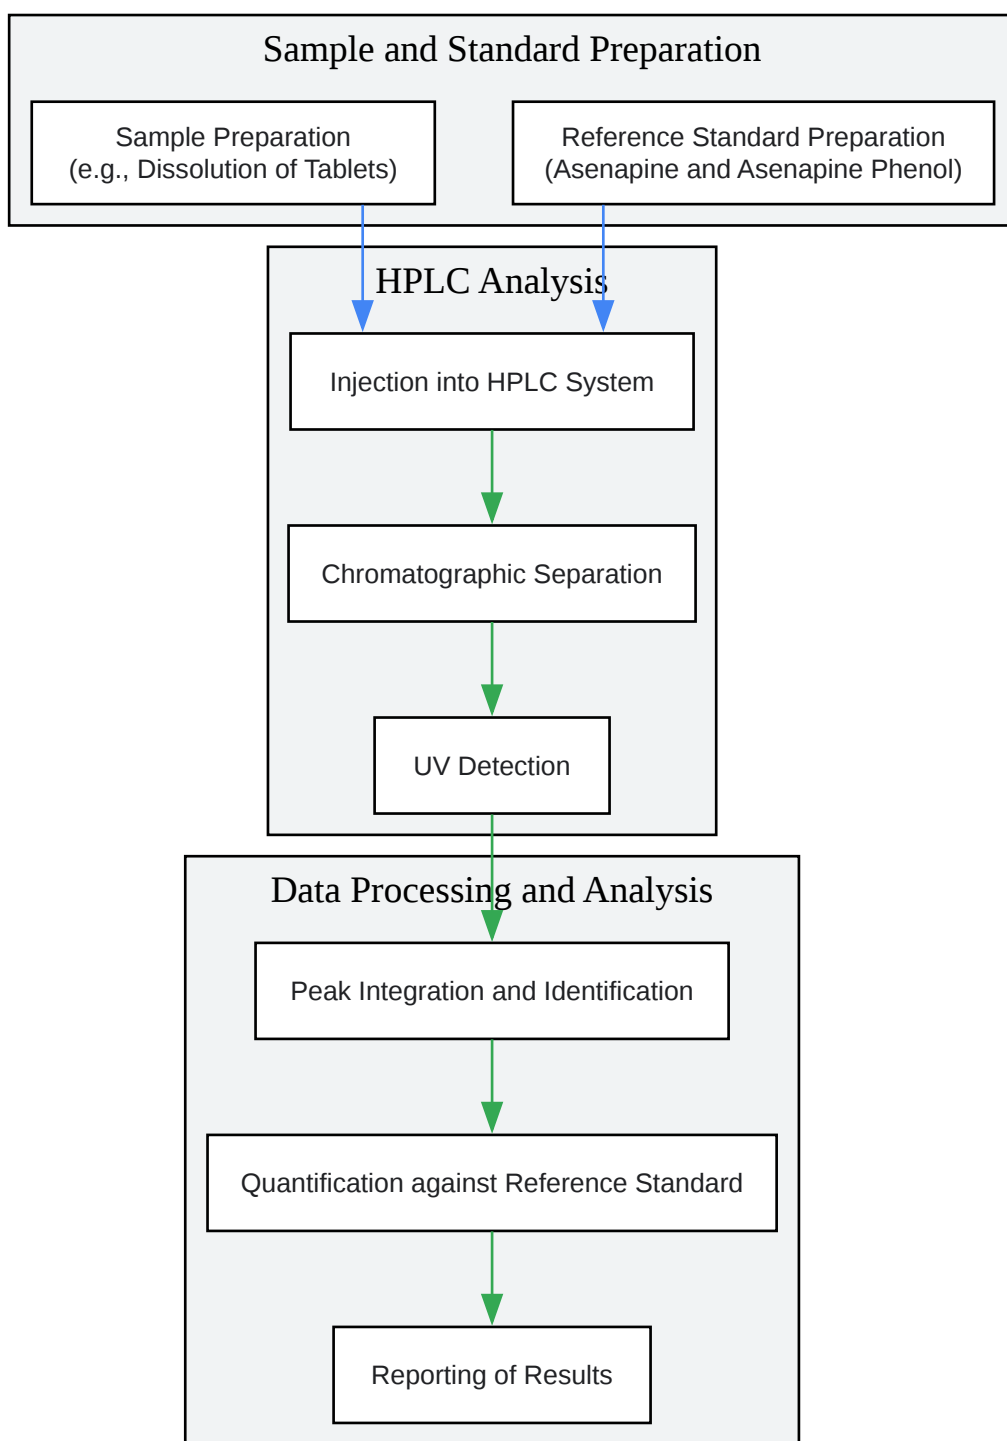 Sample and Standard Preparation
Sample Preparation
(e.g., Dissolution of Tablets)
Reference Standard Preparation
(Asenapine and Asenapine Phenol)
HPLC Analysis
Injection into HPLC System
Chromatographic Separation
UV Detection
Data Processing and Analysis
Peak Integration and Identification
Quantification against Reference Standard
Reporting of Results